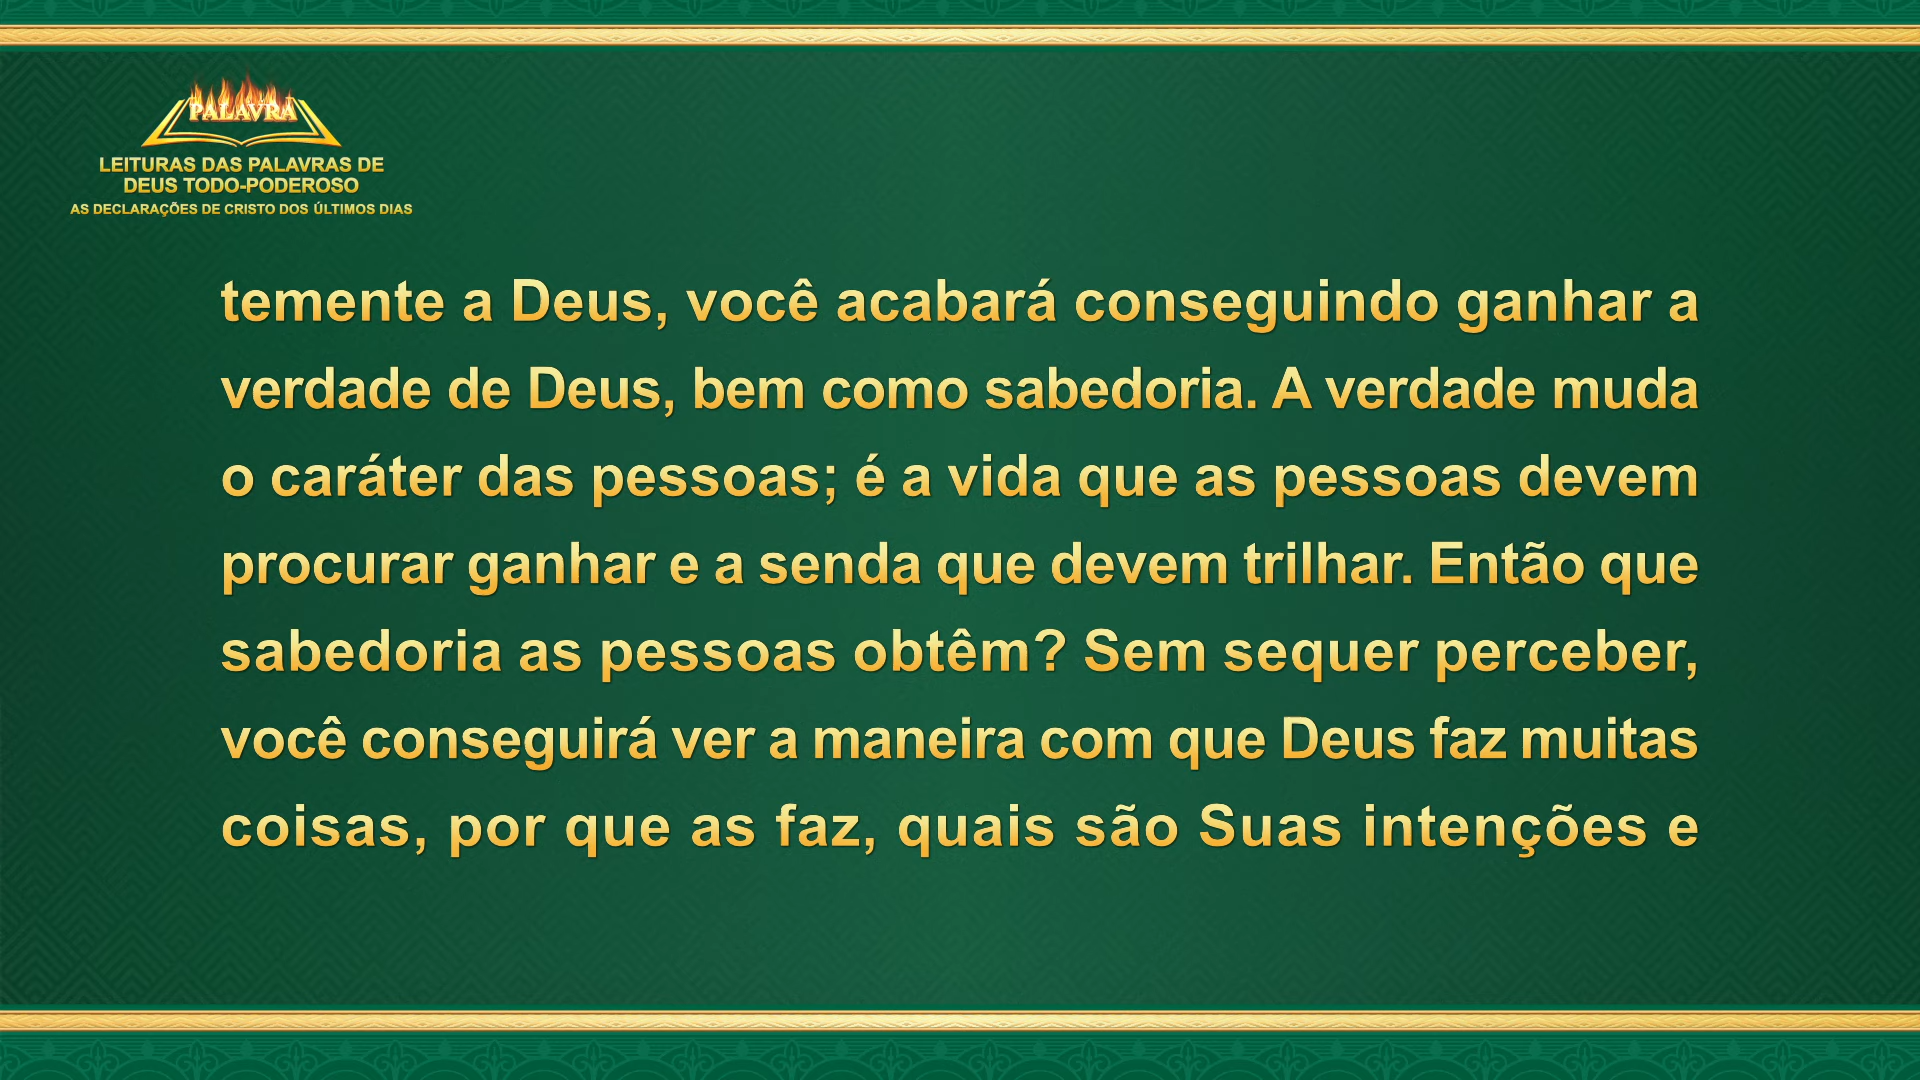 PALAVRA
LEITURAS DAS PALAVRAS DE
DEUS TODO-PODEROSO
AS DECLARAÇÕES DE CRISTO DOS ÚLTIMOS DIAS
temente a Deus, você acabará conseguindo ganhar a
verdade de Deus, bem como sabedoria. A verdade muda
o caráter das pessoas; é a vida que as pessoas devem
procurar ganhar e a senda que devem trilhar. Então que
sabedoria as pessoas obtêm? Sem sequer perceber,
você conseguirá ver a maneira com que Deus faz muitas
coisas, por que as faz, quais são Suas intenções e